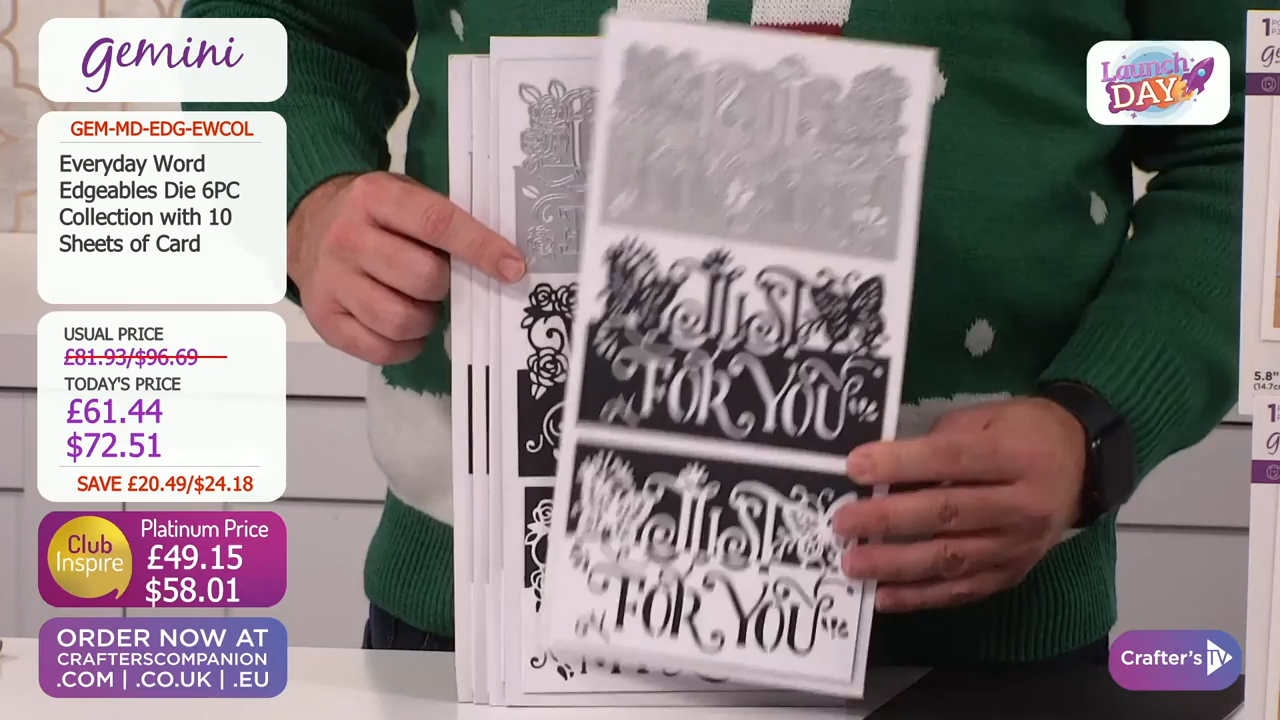 gemini
GEM-MD-EDG-EWCOL
Everyday Word
Edgeables Die 6PC
Collection with 10
Sheets of Card
USUAL PRICE
£81.93/$96.69
TODAY'S PRICE
£61.44
$72.51
SAVE £20.49/$24.18
Club
Inspire
Platinum Price
£49.15
$58.01
ORDER NOW AT
CRAFTERSCOMPANION
.COM | .CO.UK | .EU
JUST
FOR YOU
JUST
FOR YOU
Launch
DAY
5.8"
Crafter's TV